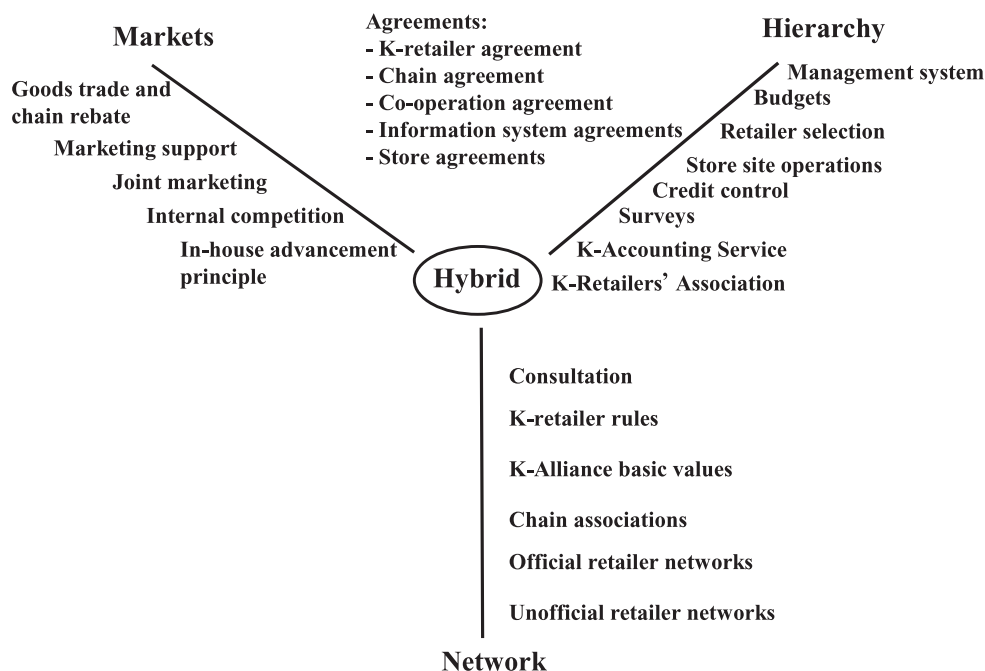 Markets
Goods trade and
chain rebate
Marketing support
Joint marketing
Internal competition
In-house advancement
principle
Agreements:
- K-retailer agreement
- Chain agreement
- Co-operation agreement
- Information system agreements
- Store agreements
Hierarchy
Management system
Budgets
Retailer selection
Store site operations
Credit control
Surveys
K-Accounting Service
K-Retailers’ Association
Hybrid
Consultation
K-retailer rules
K-Alliance basic values
Chain associations
Official retailer networks
Unofficial retailer networks
Network